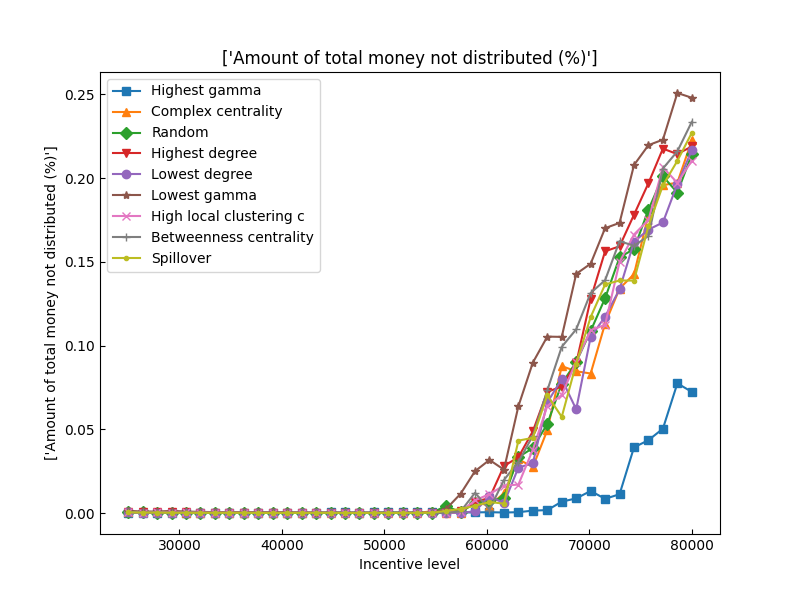 ['Amount of total money not distributed (%)']
['Amount of total money not distributed (%)']
0.25
0.20
0.15
0.10
0.05
0.00
Highest gamma
Complex centrality
Random
Highest degree
Lowest degree
Lowest gamma
High local clustering c
Betweenness centrality
Spillover
30000 40000 50000 60000 70000 80000
Incentive level